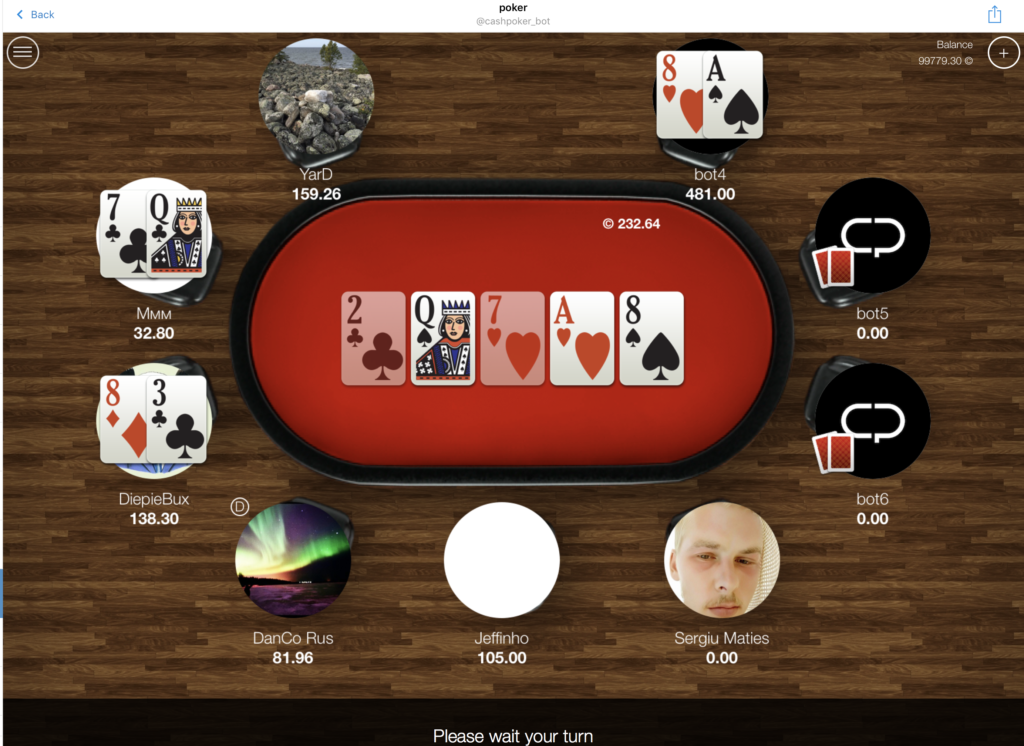 Back
poker
@cashpoker_bot
Balance
99779.30 ©
8 A
YarD
159.26
bot4
481.00
© 232.64
7 Q
Mмм
32.80
bot5
0.00
2 Q 7 A 8
8 3
DiepieBux
138.30
bot6
0.00
D
DanCo Rus
81.96
Jeffinho
105.00
Sergiu Maties
0.00
Please wait your turn